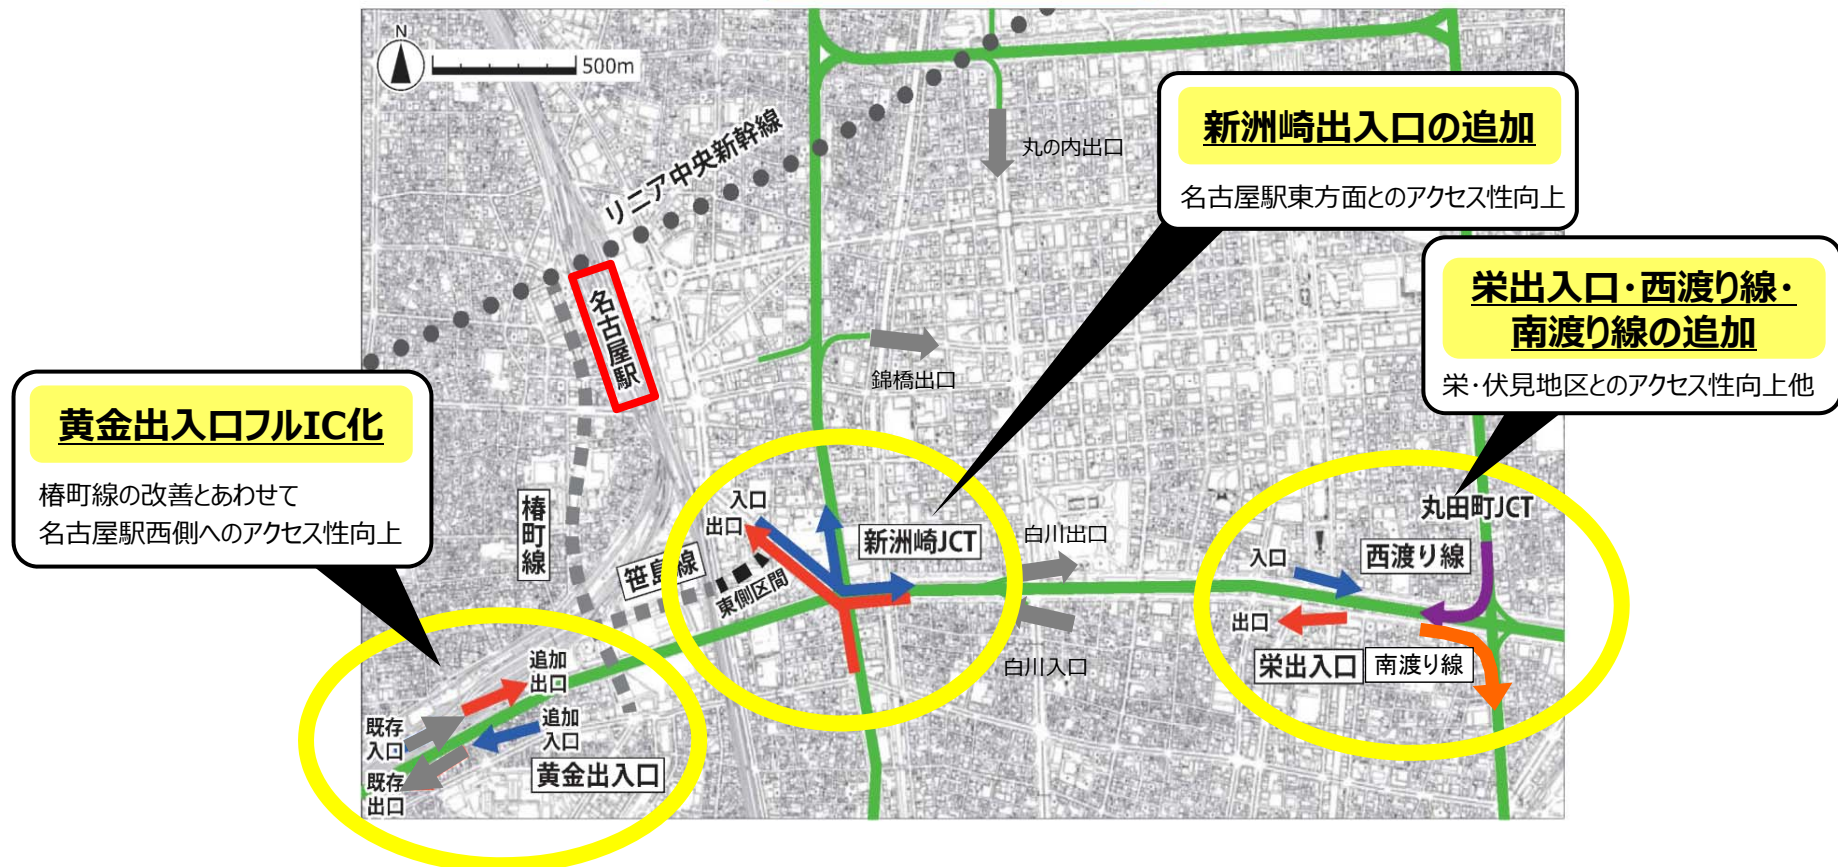 N
500m
リニア中央新幹線
丸の内出口
新洲崎出入口の追加
名古屋駅東方面とのアクセス性向上
栄出入口・西渡り線・
南渡り線の追加
栄・伏見地区とのアクセス性向上他
名古屋駅
錦橋出口
黄金出入口フルIC化
椿町線の改善とあわせて
名古屋駅西側へのアクセス性向上
椿町線
笹島線
東側区間
入口
出口
新洲崎JCT
白川出口
白川入口
丸田町JCT
入口
西渡り線
出口
栄出入口
南渡り線
追加
出口
既存
入口
追加
入口
既存
出口
黄金出入口